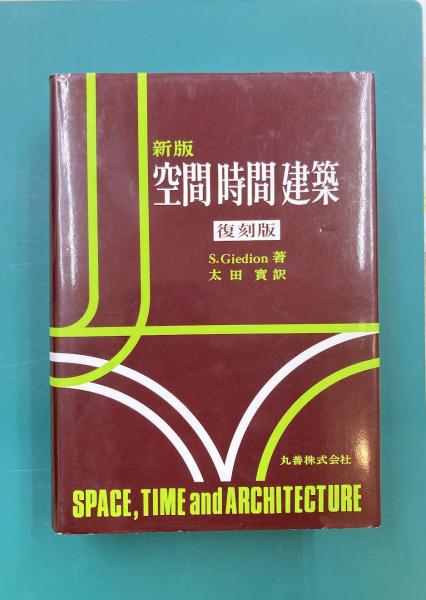 新版
空間 時間 建築
復刻版
S.Giedion 著
太田 實 訳
丸善株式会社
SPACE, TIME and ARCHITECTURE